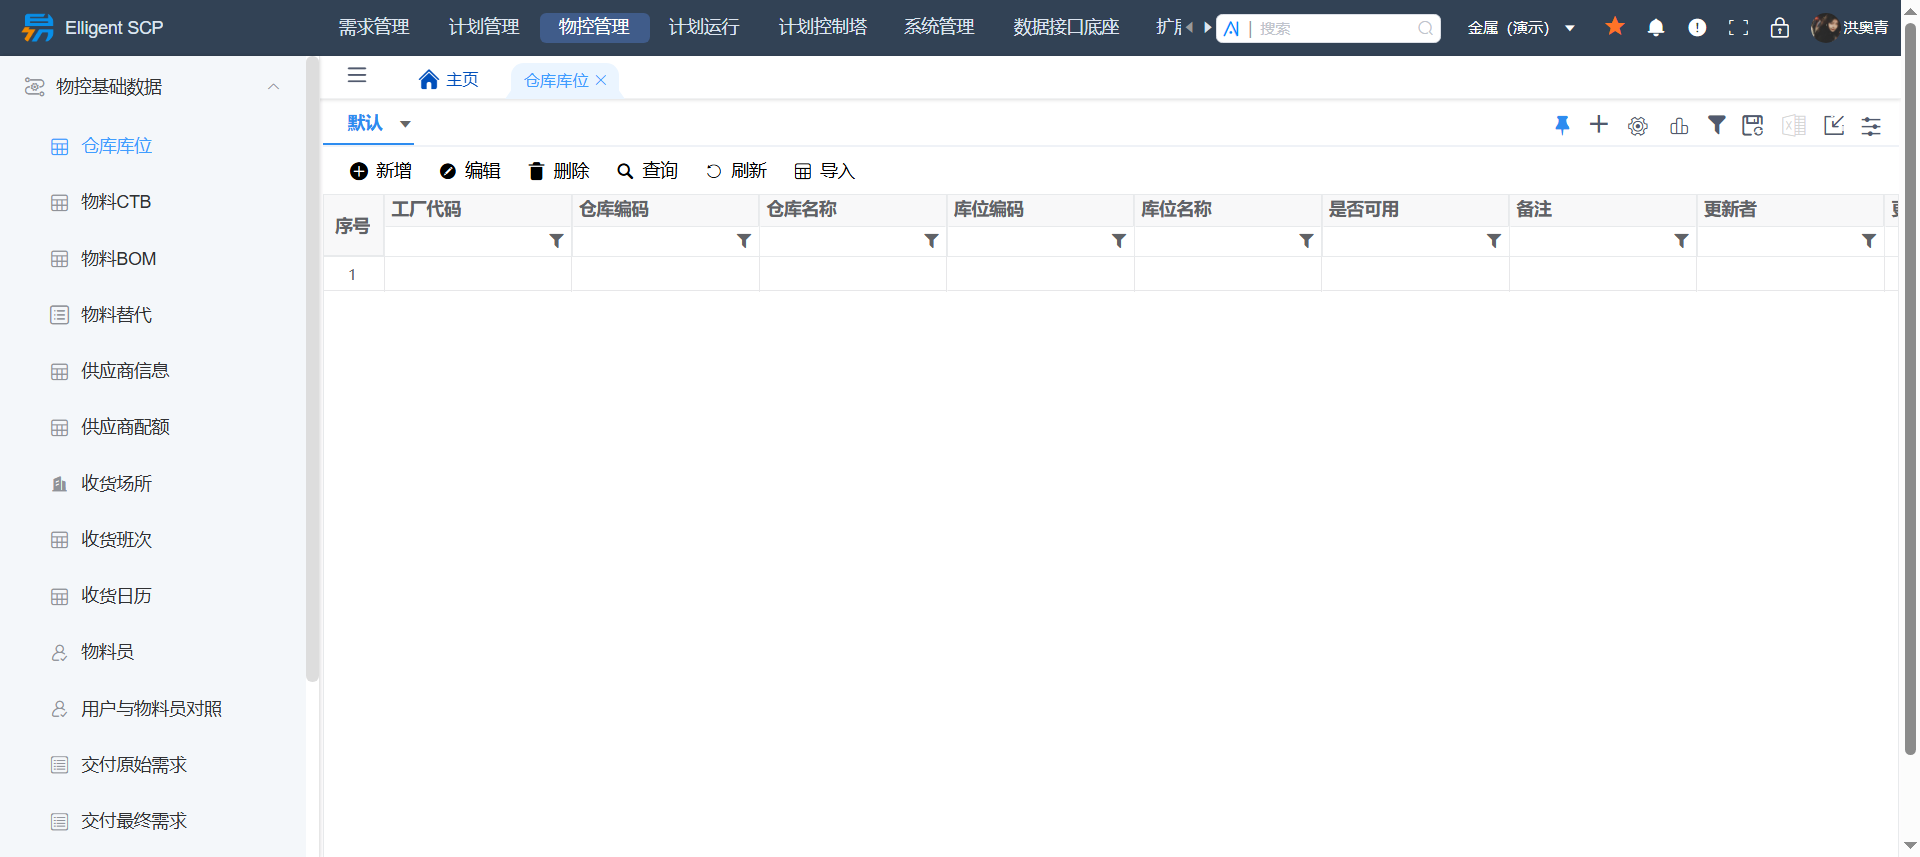 Elligent SCP
需求管理 计划管理 物控管理 计划运行 计划控制塔 系统管理 数据接口底座
AI | 搜索
金属 (演示)
洪奥青
物控基础数据
仓库库位
物料CTB
物料BOM
物料替代
供应商信息
供应商配额
收货场所
收货班次
收货日历
物料员
用户与物料员对照
交付原始需求
交付最终需求
主页 仓库库位
默认
新增 编辑 删除 查询 刷新 导入
序号 工厂代码 仓库编码 仓库名称 库位编码 库位名称 是否可用 备注 更新者
1